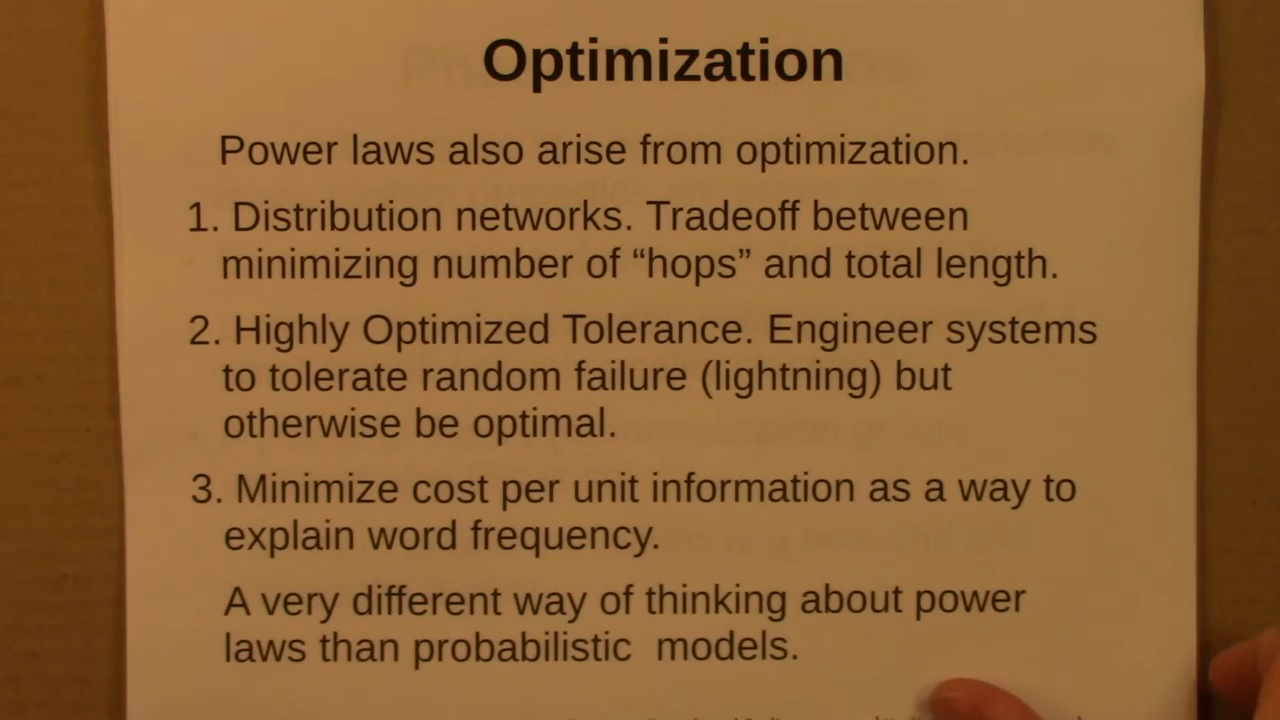 Optimization
Power laws also arise from optimization.
1. Distribution networks. Tradeoff between
minimizing number of “hops” and total length.
2. Highly Optimized Tolerance. Engineer systems
to tolerate random failure (lightning) but
otherwise be optimal.
3. Minimize cost per unit information as a way to
explain word frequency.
A very different way of thinking about power
laws than probabilistic  models.